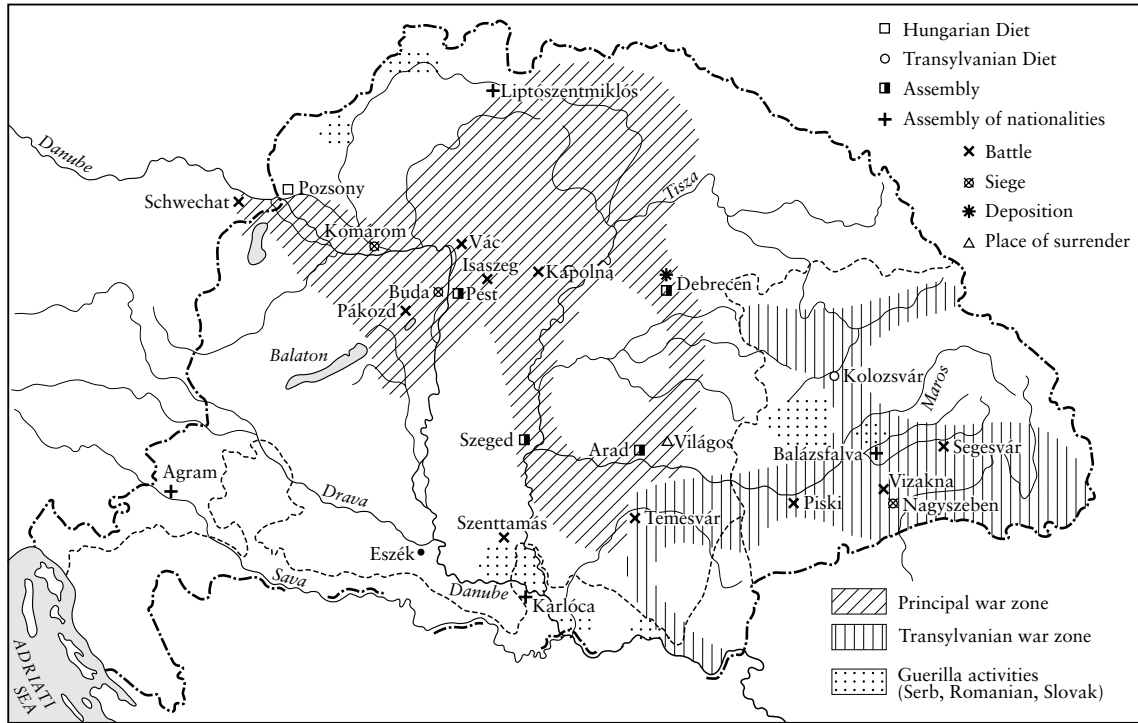 Hungarian Diet
Transylvanian Diet
Assembly
Assembly of nationalities
Battle
Siege
Deposition
Place of surrender
Liptószentmiklós
Danube
Pozsony
Schwechat
Tisza
Komárom
Vác
Isaszeg
Kápolna
Debrecen
Buda
Pest
Pákozd
Balaton
Kolozsvár
Maros
Szeged
Arad
Világos
Balázsfalva
Segesvár
Agram
Vizakna
Drava
Piski
Nagyszeben
Szenttamás
Temesvár
Eszék
Sava
Danube
Karlóca
ADRIATI
SEA
Principal war zone
Transylvanian war zone
Guerilla activities
(Serb, Romanian, Slovak)